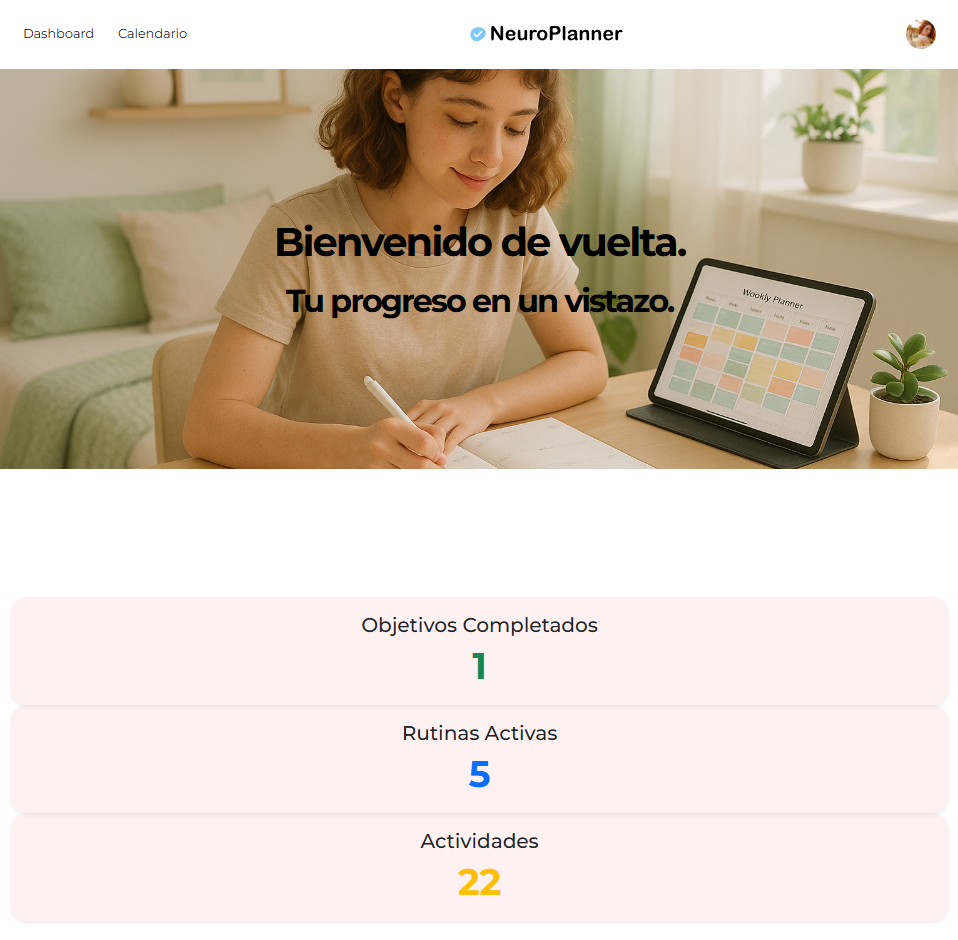 Dashboard Calendario NeuroPlanner
Bienvenido de vuelta.
Tu progreso en un vistazo.
Weekly Planner
Objetivos Completados
1
Rutinas Activas
5
Actividades
22